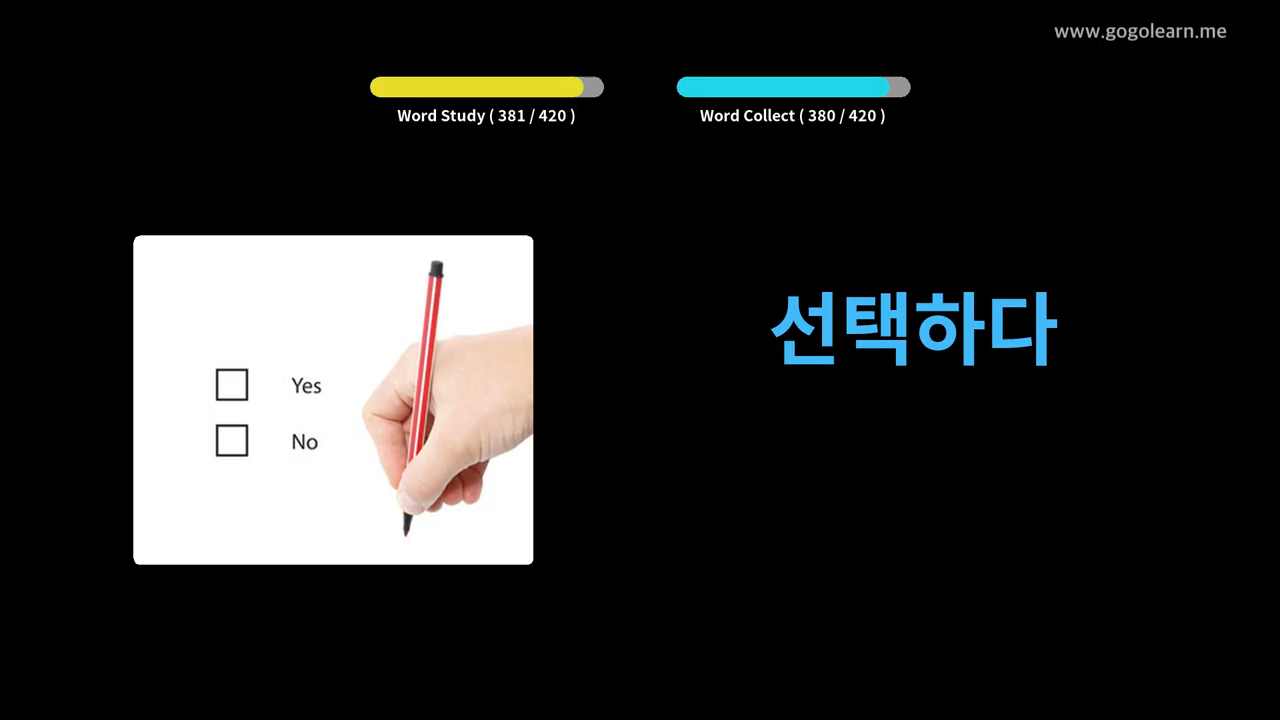 www.gogolearn.me
Word Study ( 381 / 420 )
Word Collect ( 380 / 420 )
선택하다
Yes
No